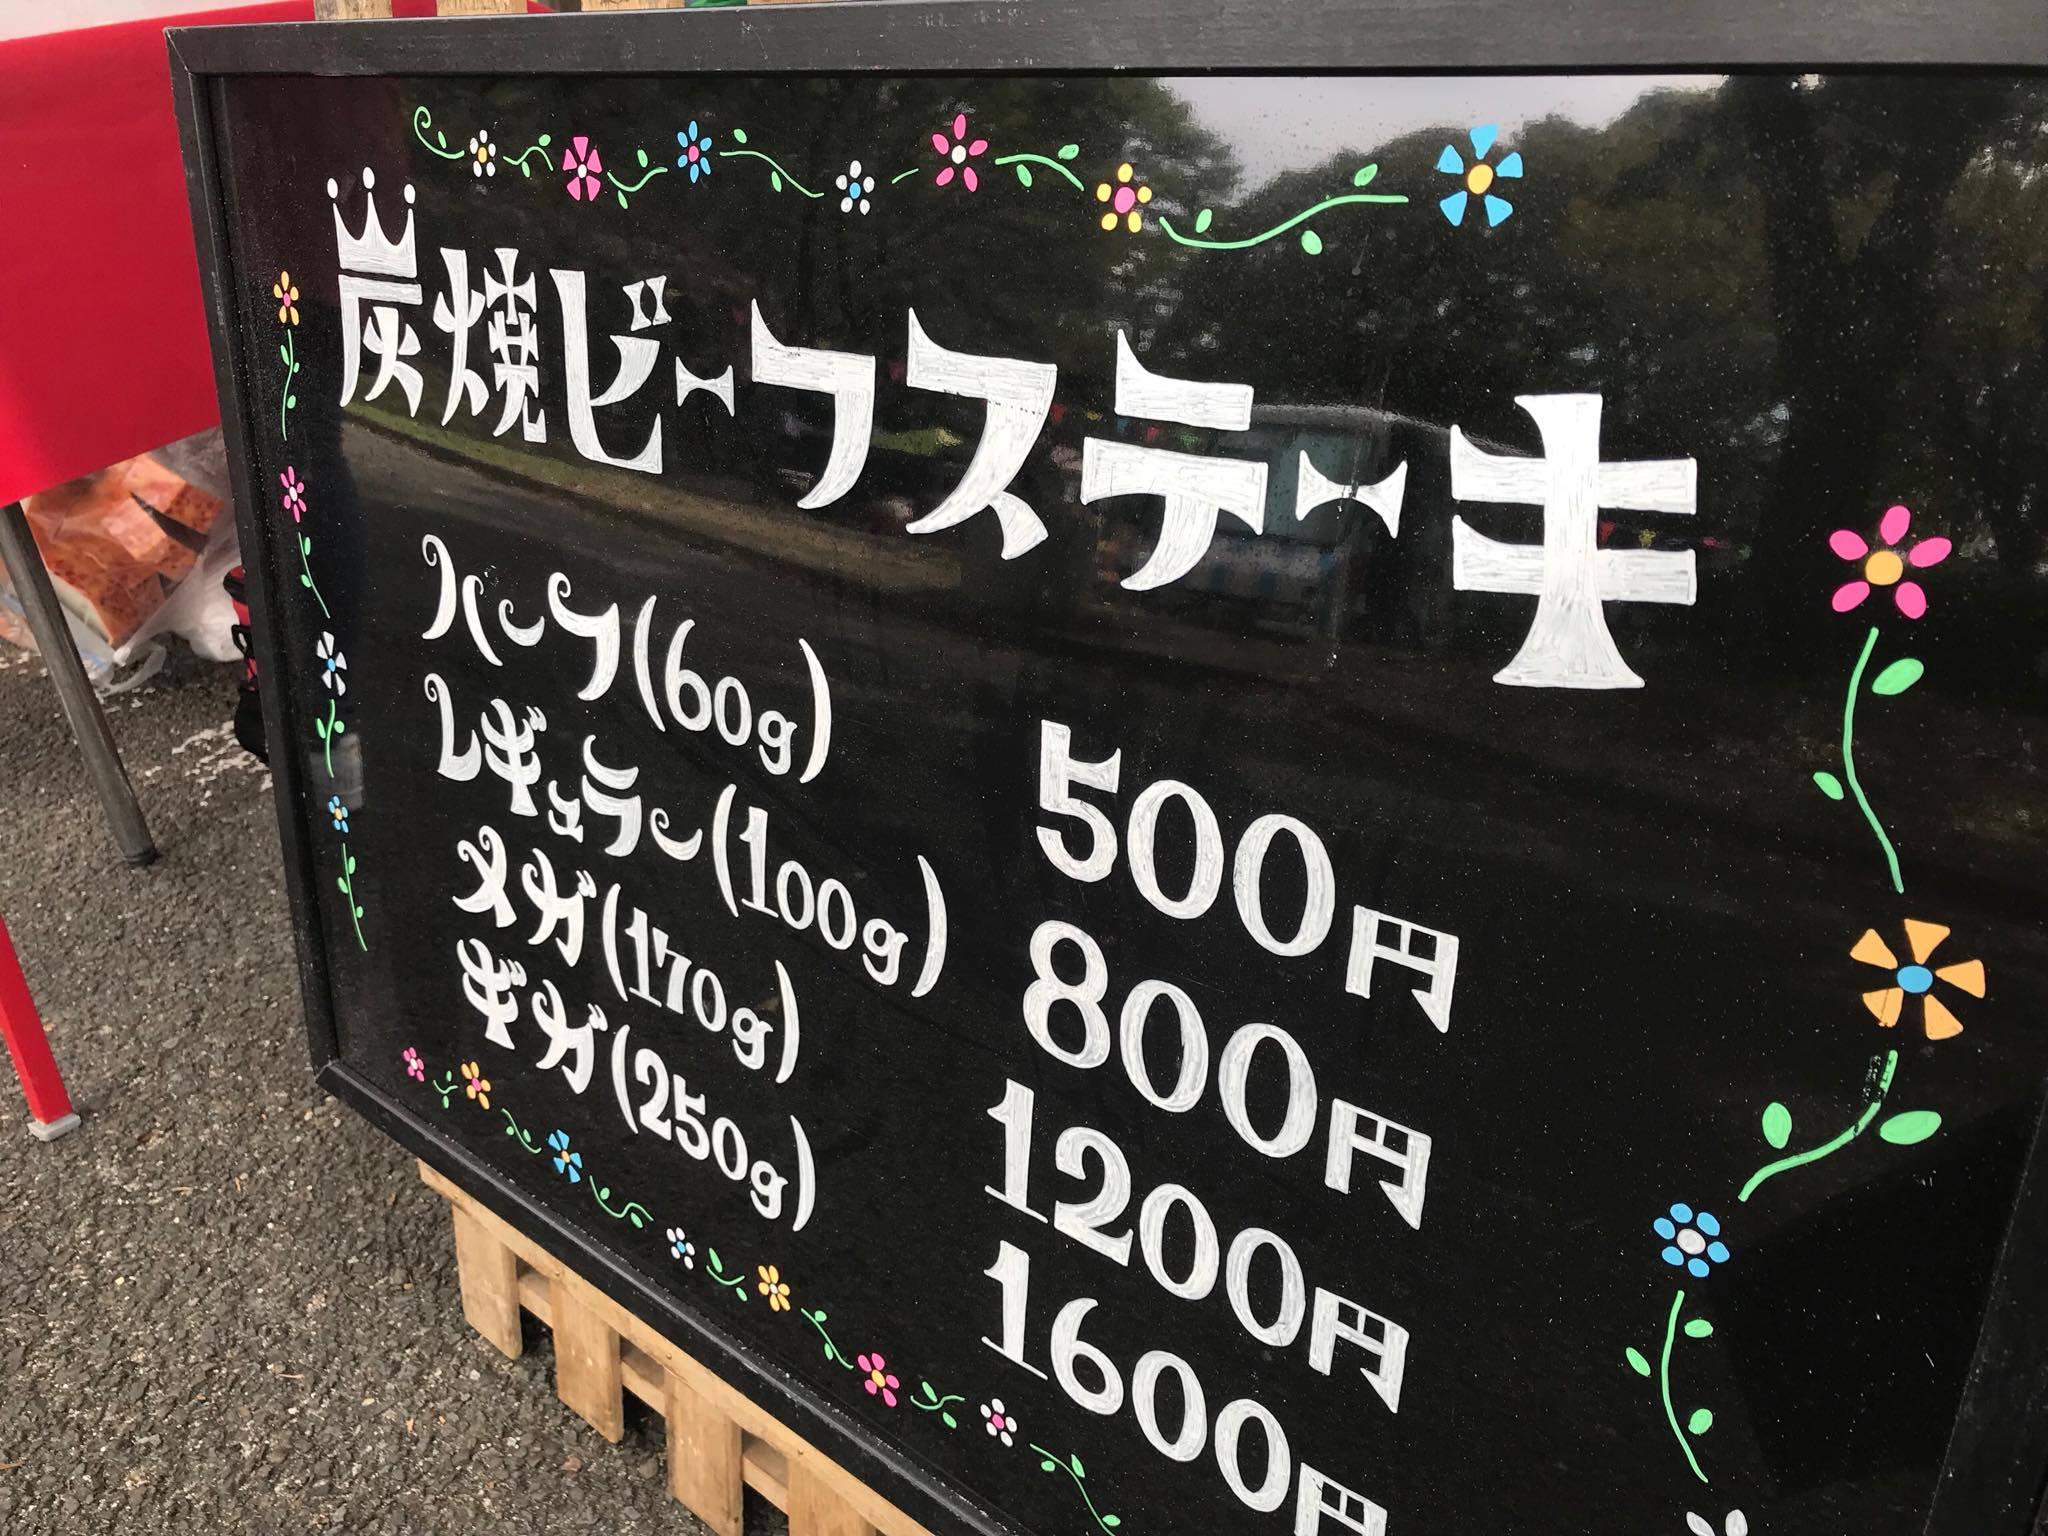 炭焼ビーフステーキ
ハーフ(60g) 500円
レギュラー(100g) 800円
メガ(170g) 1200円
ギガ(250g) 1600円